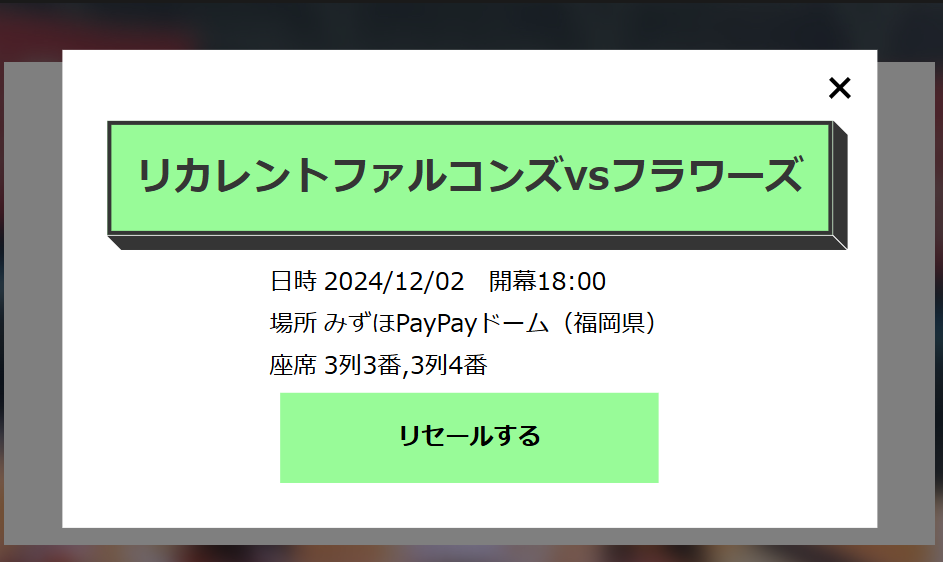 ×
リカレントファルコンズvsフラワーズ
日時 2024/12/02　開幕18:00
場所 みずほPayPayドーム（福岡県）
座席 3列3番,3列4番
リセールする